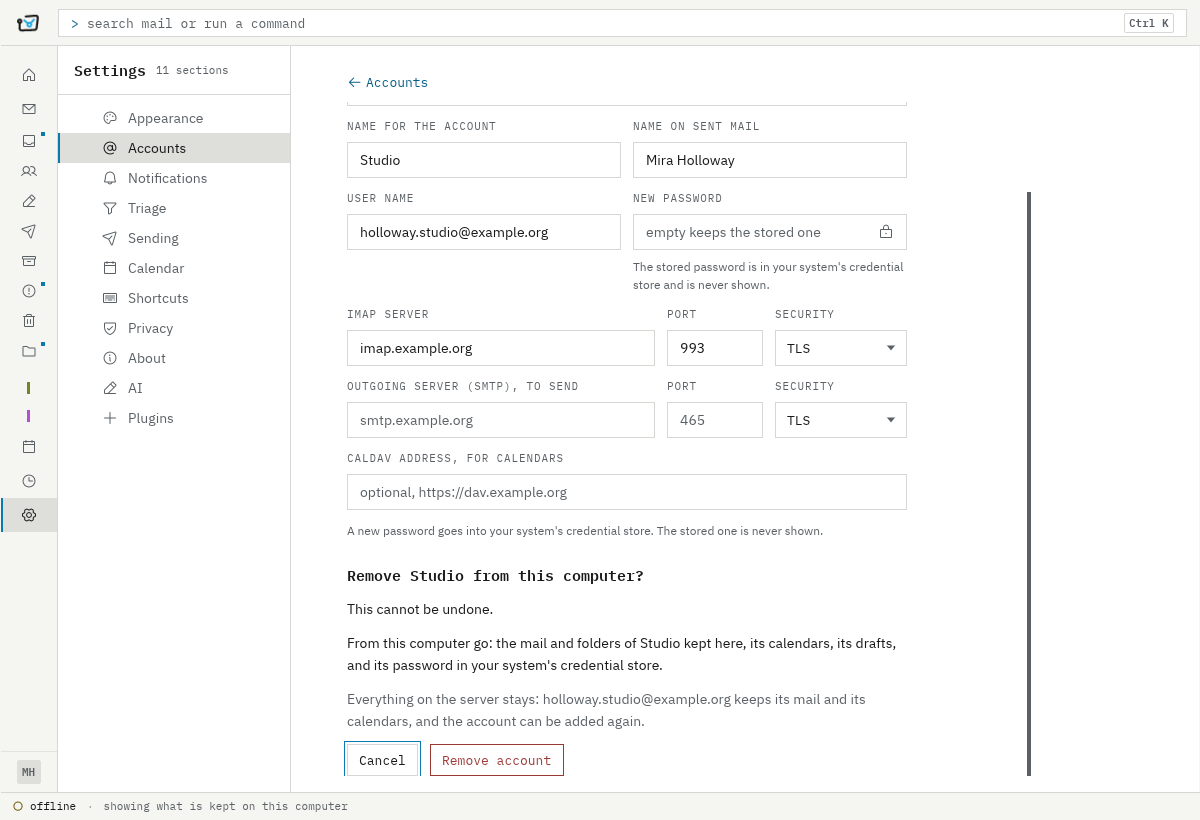 > search mail or run a command
Ctrl K
Settings 11 sections
Appearance
Accounts
Notifications
Triage
Sending
Calendar
Shortcuts
Privacy
About
AI
Plugins
MH
← Accounts
NAME FOR THE ACCOUNT
NAME ON SENT MAIL
Studio
Mira Holloway
USER NAME
NEW PASSWORD
holloway.studio@example.org
empty keeps the stored one
The stored password is in your system's credential
store and is never shown.
IMAP SERVER
PORT
SECURITY
imap.example.org
993
TLS
OUTGOING SERVER (SMTP), TO SEND
PORT
SECURITY
smtp.example.org
465
TLS
CALDAV ADDRESS, FOR CALENDARS
optional, https://dav.example.org
A new password goes into your system's credential store. The stored one is never shown.
Remove Studio from this computer?
This cannot be undone.
From this computer go: the mail and folders of Studio kept here, its calendars, its drafts,
and its password in your system's credential store.
Everything on the server stays: holloway.studio@example.org keeps its mail and its
calendars, and the account can be added again.
Cancel
Remove account
offline · showing what is kept on this computer